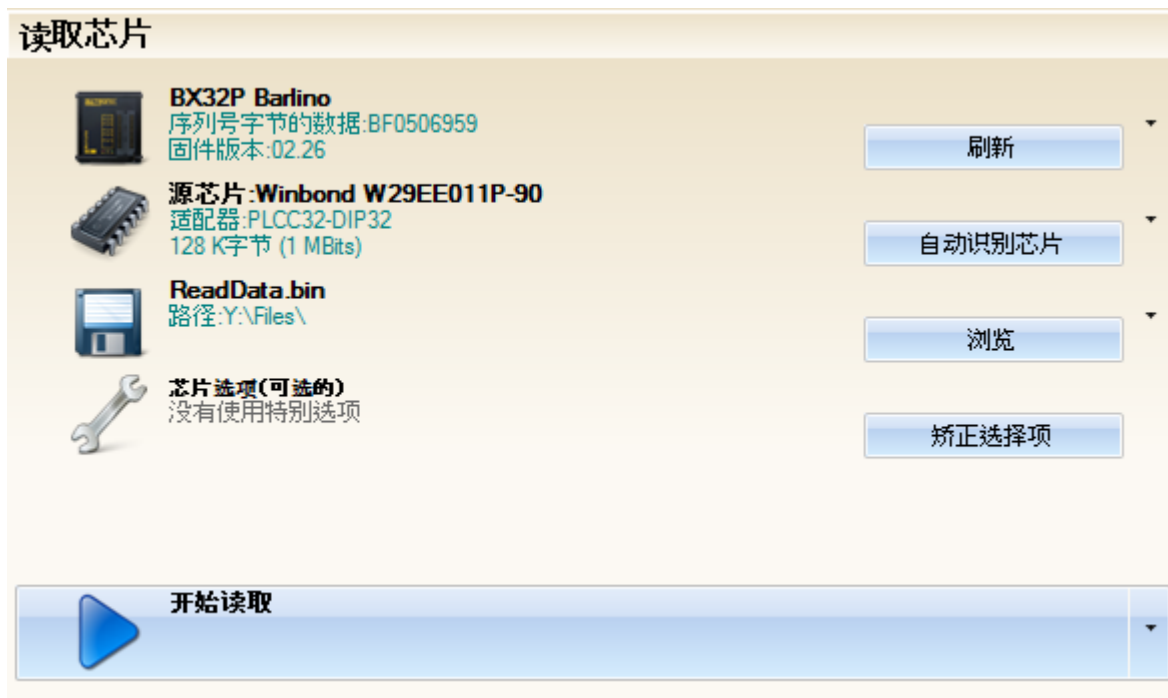 读取芯片
BX32P Barlino
序列号字节的数据:BF0506959
固件版本:02.26
刷新
源芯片:Winbond W29EE011P-90
适配器:PLCC32-DIP32
128 K字节 (1 MBits)
自动识别芯片
ReadData.bin
路径:Y:\Files\
浏览
芯片选项(可选的)
没有使用特别选项
矫正选择项
开始读取